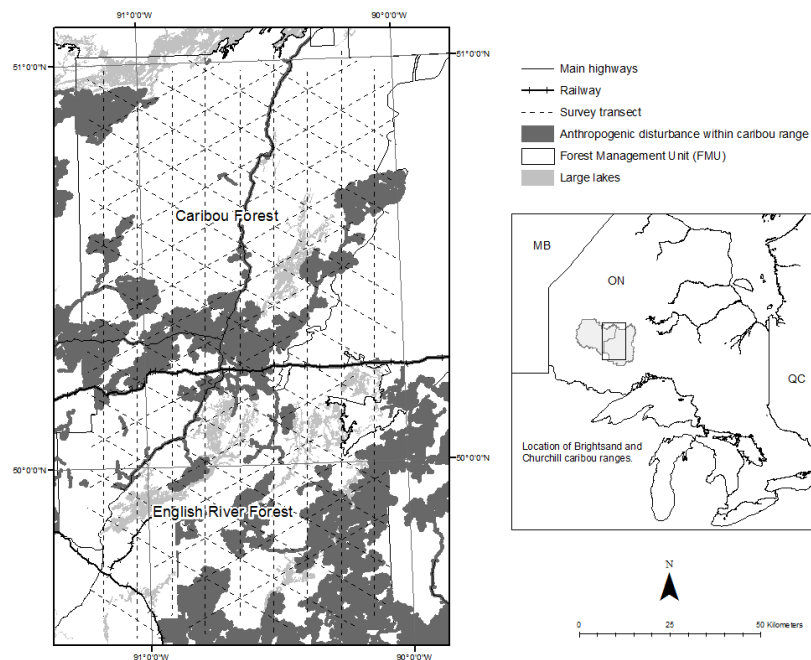 91°0'0"W
90°0'0"W
51°0'0"N
51°0'0"N
Caribou Forest
50°0'0"N
50°0'0"N
English River Forest
91°0'0"W
90°0'0"W
Main highways
Railway
Survey transect
Anthropogenic disturbance within caribou range
Forest Management Unit (FMU)
Large lakes
MB
ON
QC
Location of Brightsand and
Churchill caribou ranges.
N
0 25 50 Kilometers